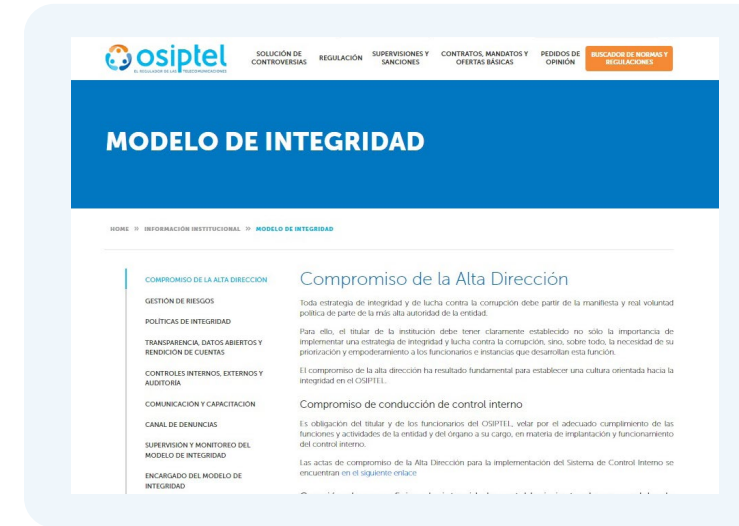 osiptel
EL REGULADOR DE LAS TELECOMUNICACIONES
SOLUCIÓN DE
CONTROVERSIAS
REGULACIÓN
SUPERVISIONES Y
SANCIONES
CONTRATOS, MANDATOS Y
OFERTAS BÁSICAS
PEDIDOS DE
OPINIÓN
BUSCADOR DE NORMAS Y
REGULACIONES
MODELO DE INTEGRIDAD
HOME » INFORMACIÓN INSTITUCIONAL » MODELO DE INTEGRIDAD
COMPROMISO DE LA ALTA DIRECCIÓN
GESTIÓN DE RIESGOS
POLÍTICAS DE INTEGRIDAD
TRANSPARENCIA, DATOS ABIERTOS Y
RENDICIÓN DE CUENTAS
CONTROLES INTERNOS, EXTERNOS Y
AUDITORÍA
COMUNICACIÓN Y CAPACITACIÓN
CANAL DE DENUNCIAS
SUPERVISIÓN Y MONITOREO DEL
MODELO DE INTEGRIDAD
ENCARGADO DEL MODELO DE
INTEGRIDAD
Compromiso de la Alta Dirección
Toda estrategia de integridad y de lucha contra la corrupción debe partir de la manifiesta y real voluntad
política de parte de la más alta autoridad de la entidad.
Para ello, el titular de la institución debe tener claramente establecido no sólo la importancia de
implementar una estrategia de integridad y lucha contra la corrupción, sino, sobre todo, la necesidad de su
priorización y empoderamiento a los funcionarios e instancias que desarrollan esta función.
El compromiso de la alta dirección ha resultado fundamental para establecer una cultura orientada hacia la
integridad en el OSIPTEL.
Compromiso de conducción de control interno
Es obligación del titular y de los funcionarios del OSIPTEL, velar por el adecuado cumplimiento de las
funciones y actividades de la entidad y del órgano a su cargo, en materia de implantación y funcionamiento
del control interno.
Las actas de compromiso de la Alta Dirección para la implementación del Sistema de Control Interno se
encuentran en el siguiente enlace